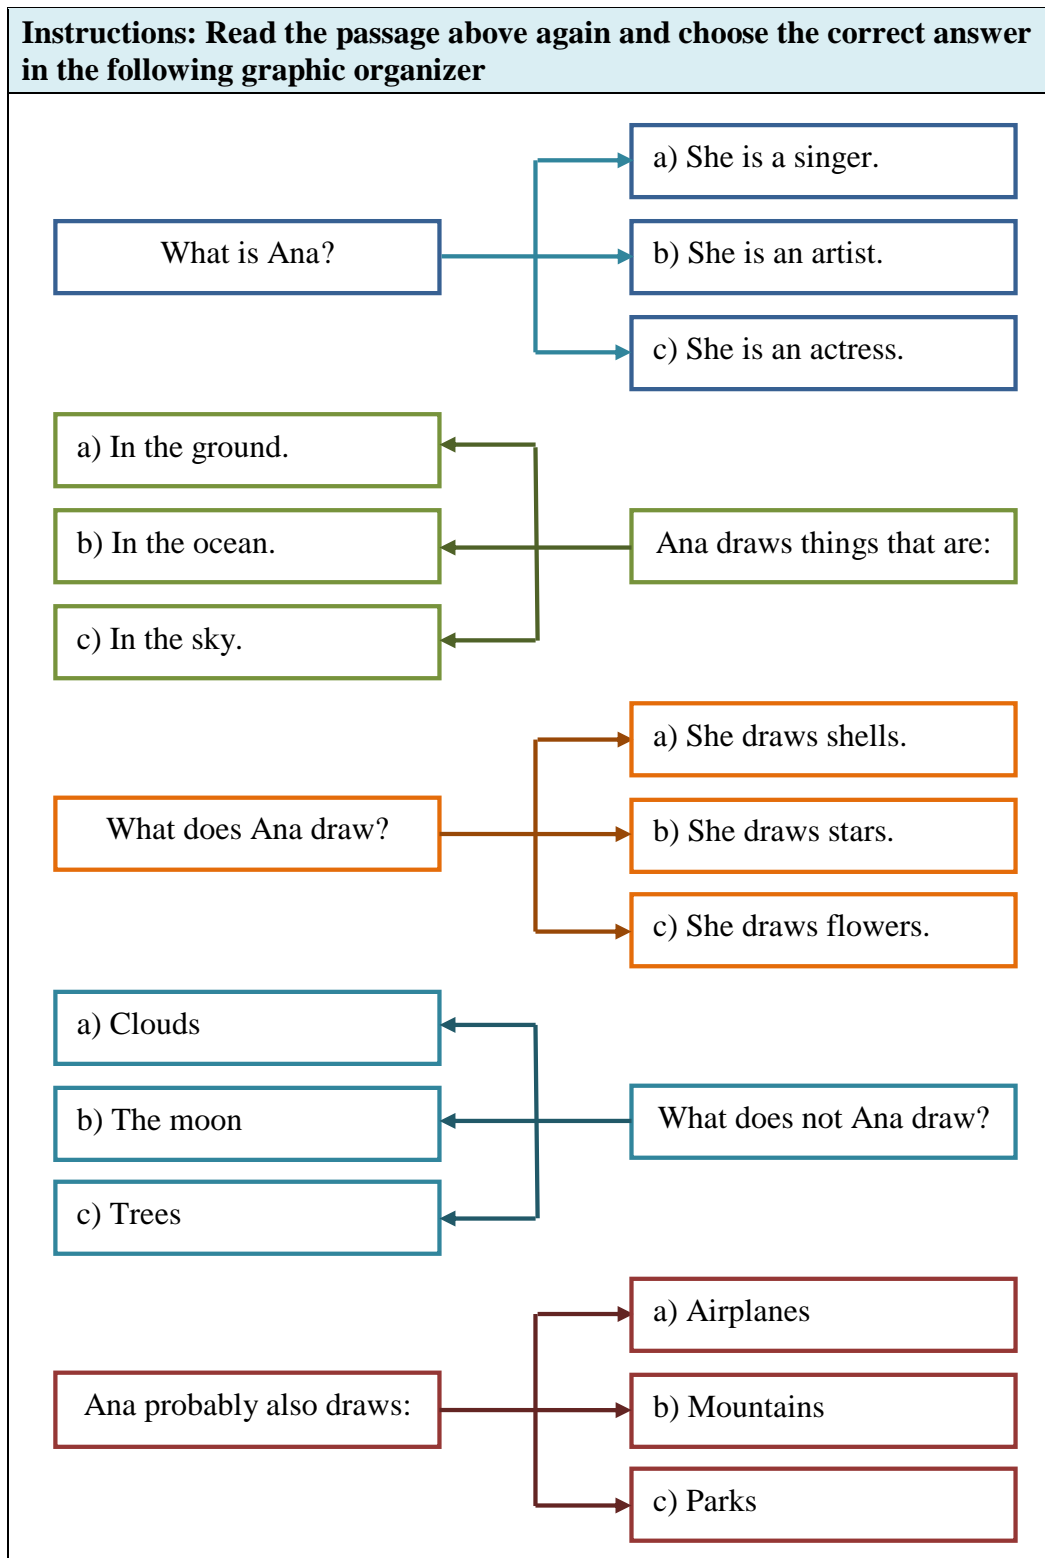 Instructions: Read the passage above again and choose the correct answer
in the following graphic organizer
What is Ana?
a) She is a singer.
b) She is an artist.
c) She is an actress.
Ana draws things that are:
a) In the ground.
b) In the ocean.
c) In the sky.
What does Ana draw?
a) She draws shells.
b) She draws stars.
c) She draws flowers.
What does not Ana draw?
a) Clouds
b) The moon
c) Trees
Ana probably also draws:
a) Airplanes
b) Mountains
c) Parks